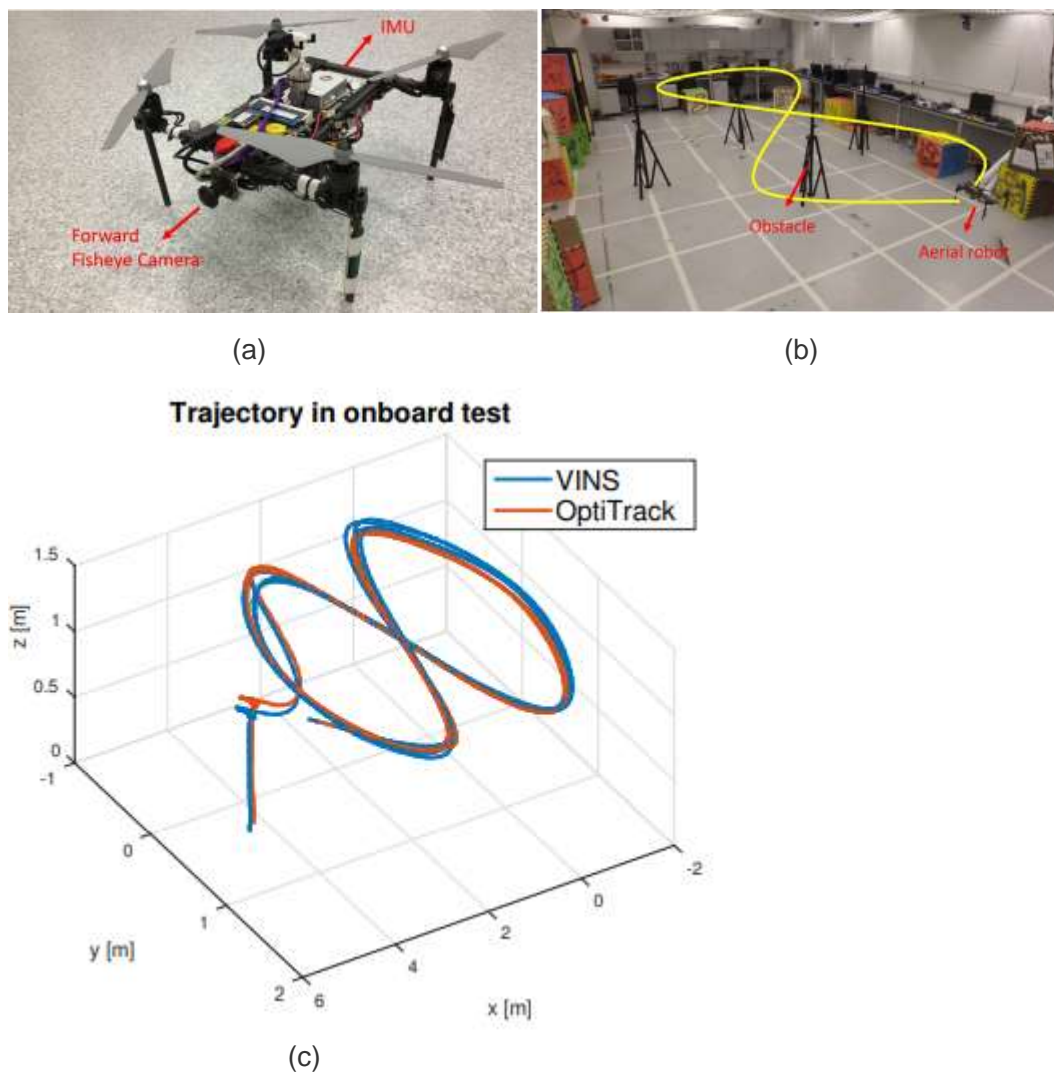 IMU
Forward
Fisheye Camera
Obstacle
Aerial robot
(a)
(b)
Trajectory in onboard test
VINS
OptiTrack
1.5
1
0.5
0
z [m]
-1
0
1
2
y [m]
6
4
2
0
-2
x [m]
(c)